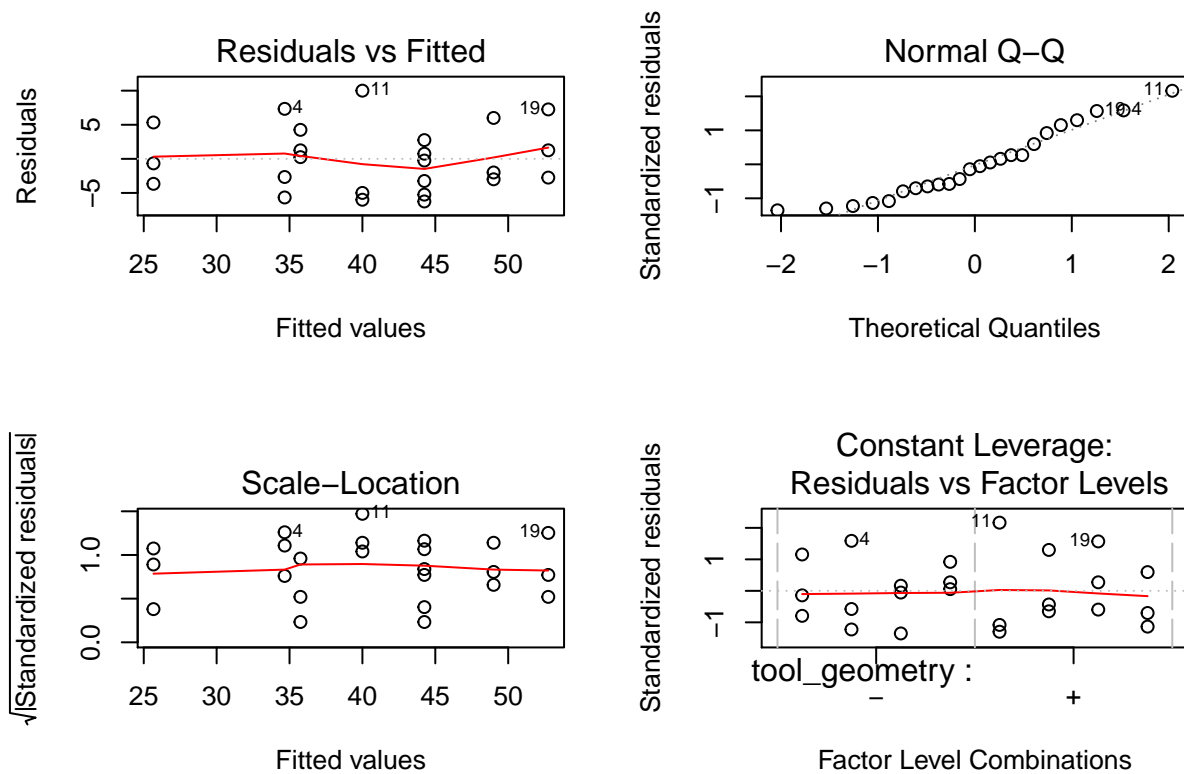 Residuals vs Fitted
Residuals
5
−5
11
4
19
25 30 35 40 45 50
Fitted values
Normal Q−Q
Standardized residuals
1
−1
11
19 4
−2 −1 0 1 2
Theoretical Quantiles
Scale−Location
√|Standardized residuals|
1.0
0.0
11
4
19
25 30 35 40 45 50
Fitted values
Constant Leverage:
Residuals vs Factor Levels
Standardized residuals
1
−1
11
4
19
tool_geometry :
− +
Factor Level Combinations